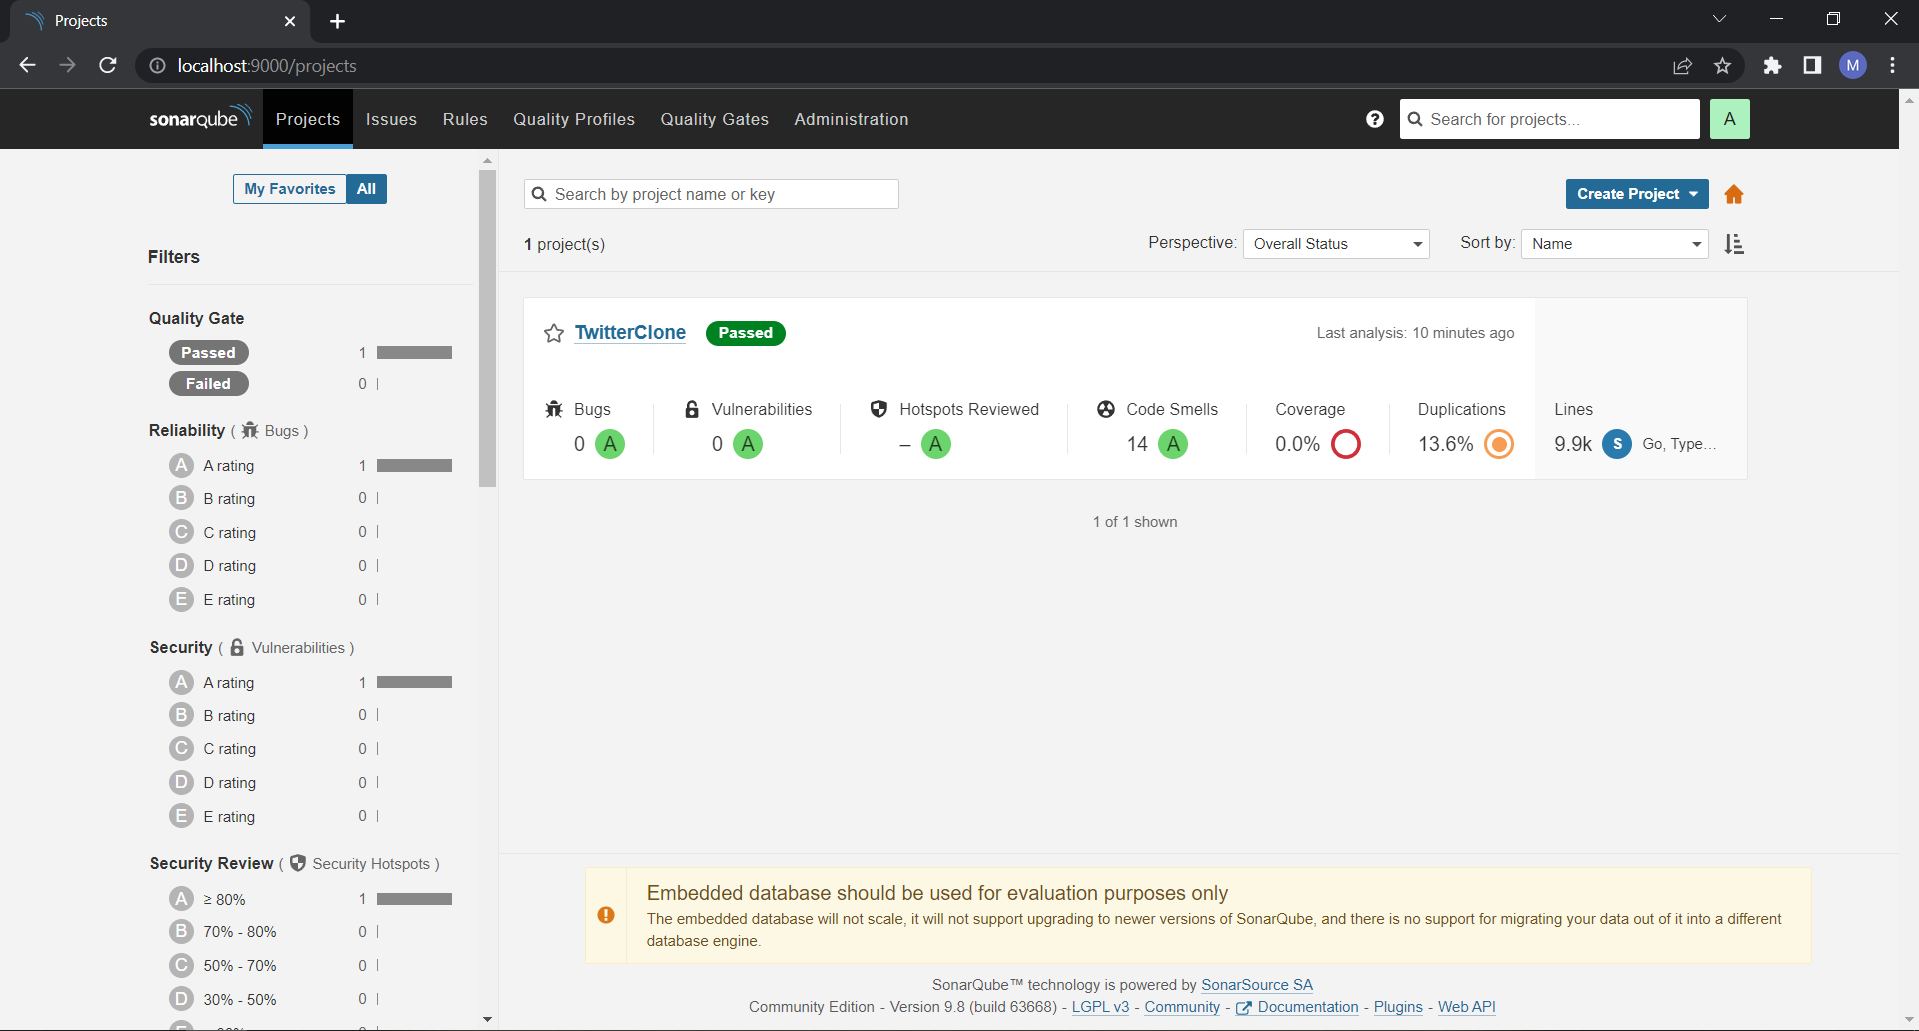 Projects
localhost:9000/projects
M
sonarqube Projects Issues Rules Quality Profiles Quality Gates Administration
? Search for projects... A
My Favorites All
Filters
Quality Gate
Passed 1
Failed 0
Reliability ( Bugs )
A A rating 1
B B rating 0
C C rating 0
D D rating 0
E E rating 0
Security ( Vulnerabilities )
A A rating 1
B B rating 0
C C rating 0
D D rating 0
E E rating 0
Security Review ( Security Hotspots )
A ≥ 80% 1
B 70% - 80% 0
C 50% - 70% 0
D 30% - 50% 0
Search by project name or key
Create Project
1 project(s)
Perspective: Overall Status Sort by: Name
TwitterClone Passed Last analysis: 10 minutes ago
Bugs Vulnerabilities Hotspots Reviewed Code Smells Coverage Duplications Lines
0 A 0 A – A 14 A 0.0% 13.6% 9.9k S Go, Type...
1 of 1 shown
Embedded database should be used for evaluation purposes only
The embedded database will not scale, it will not support upgrading to newer versions of SonarQube, and there is no support for migrating your data out of it into a different
database engine.
SonarQube™ technology is powered by SonarSource SA
Community Edition - Version 9.8 (build 63668) - LGPL v3 - Community - Documentation - Plugins - Web API